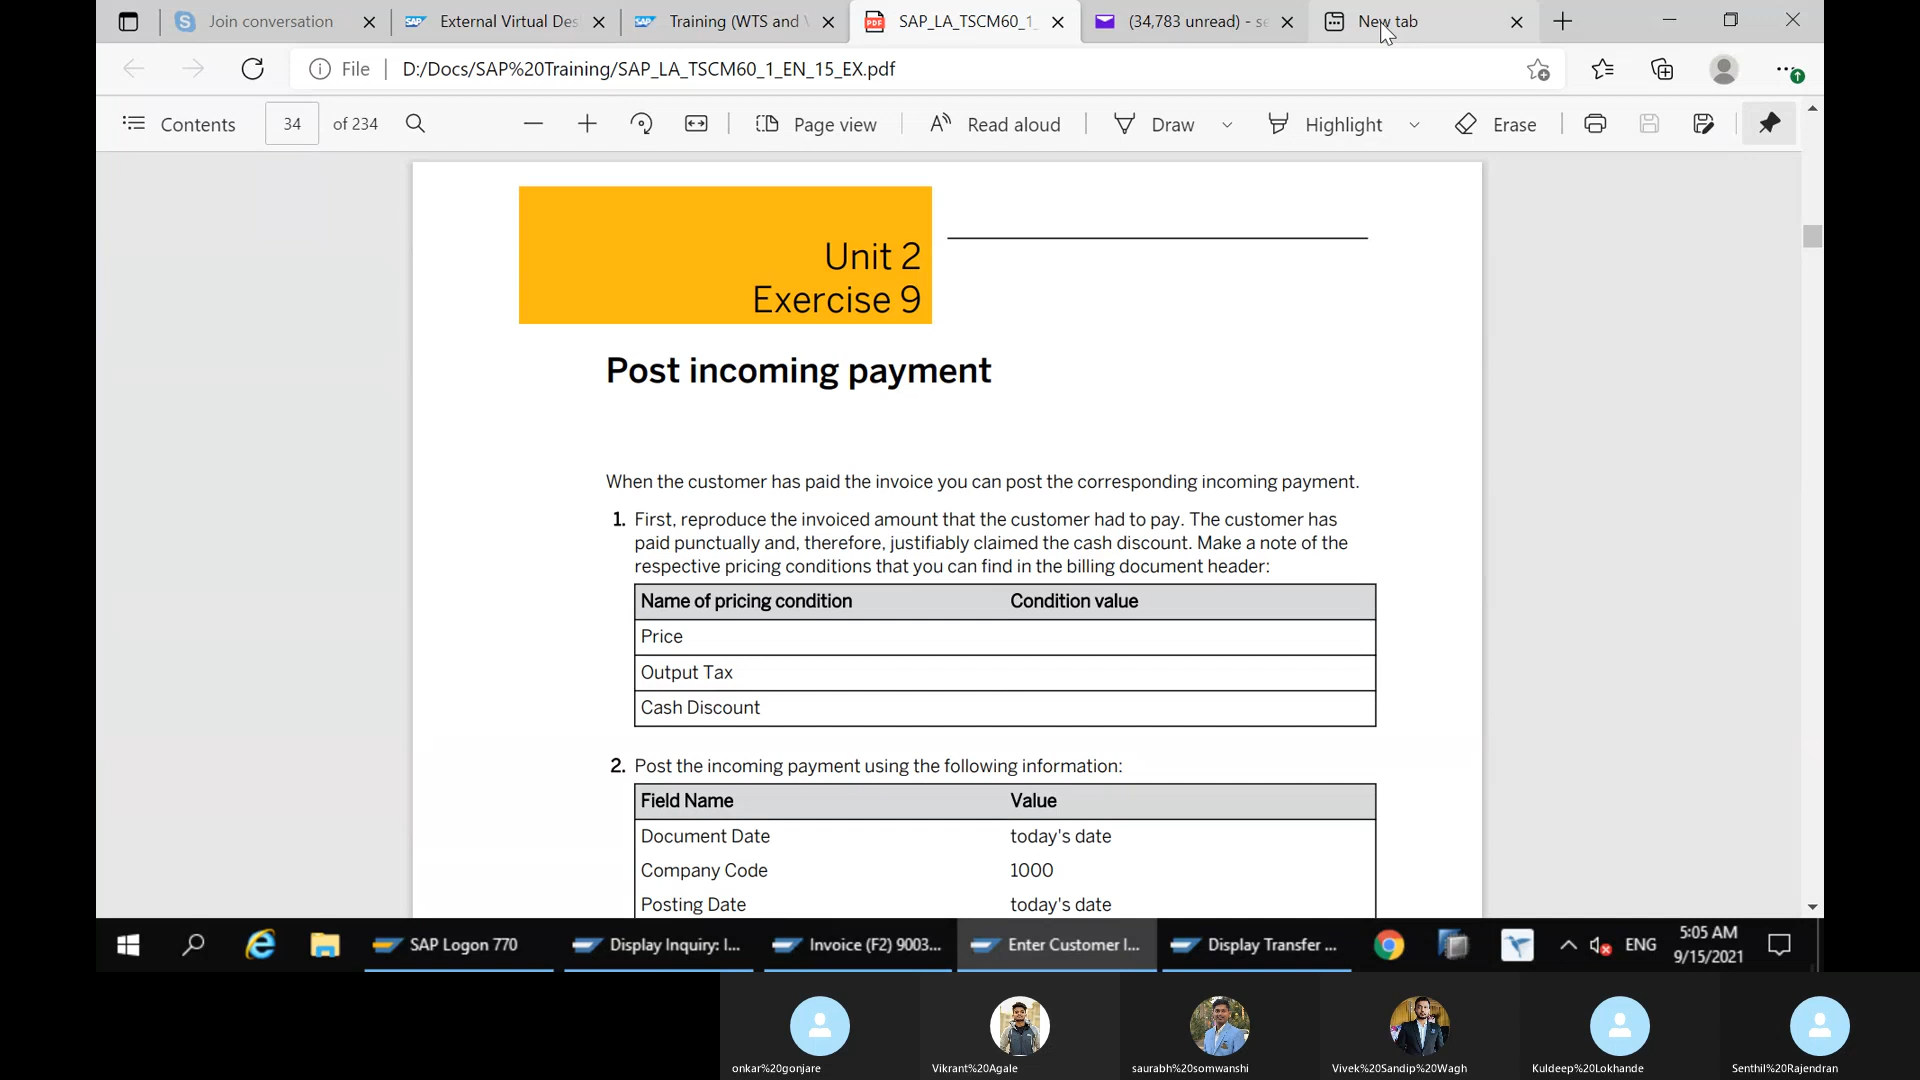 Join conversation
External Virtual Des
Training (WTS and V
SAP_LA_TSCM60_1_
(34,783 unread) - se
New tab
File
D:/Docs/SAP%20Training/SAP_LA_TSCM60_1_EN_15_EX.pdf
Contents
34
of 234
Page view
Read aloud
Draw
Highlight
Erase
Unit 2
Exercise 9
Post incoming payment
When the customer has paid the invoice you can post the corresponding incoming payment.
1. First, reproduce the invoiced amount that the customer had to pay. The customer has
paid punctually and, therefore, justifiably claimed the cash discount. Make a note of the
respective pricing conditions that you can find in the billing document header:
Name of pricing condition Condition value
Price
Output Tax
Cash Discount
2. Post the incoming payment using the following information:
Field Name Value
Document Date today's date
Company Code 1000
Posting Date today's date
SAP Logon 770
Display Inquiry: I...
Invoice (F2) 9003...
Enter Customer I...
Display Transfer ...
ENG
5:05 AM
9/15/2021
onkar%20gonjare
Vikrant%20Agale
saurabh%20somwanshi
Vivek%20Sandip%20Wagh
Kuldeep%20Lokhande
Senthil%20Rajendran